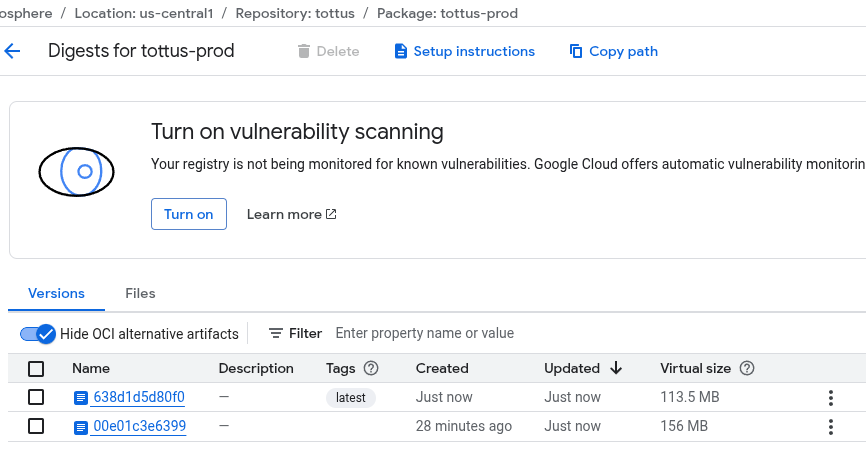 osphere / Location: us-central1 / Repository: tottus / Package: tottus-prod
Digests for tottus-prod Delete Setup instructions Copy path
Turn on vulnerability scanning
Your registry is not being monitored for known vulnerabilities. Google Cloud offers automatic vulnerability monitorin
Turn on Learn more
Versions Files
Hide OCI alternative artifacts Filter Enter property name or value
Name Description Tags Created Updated Virtual size
638d1d5d80f0 — latest Just now Just now 113.5 MB
00e01c3e6399 — 28 minutes ago Just now 156 MB